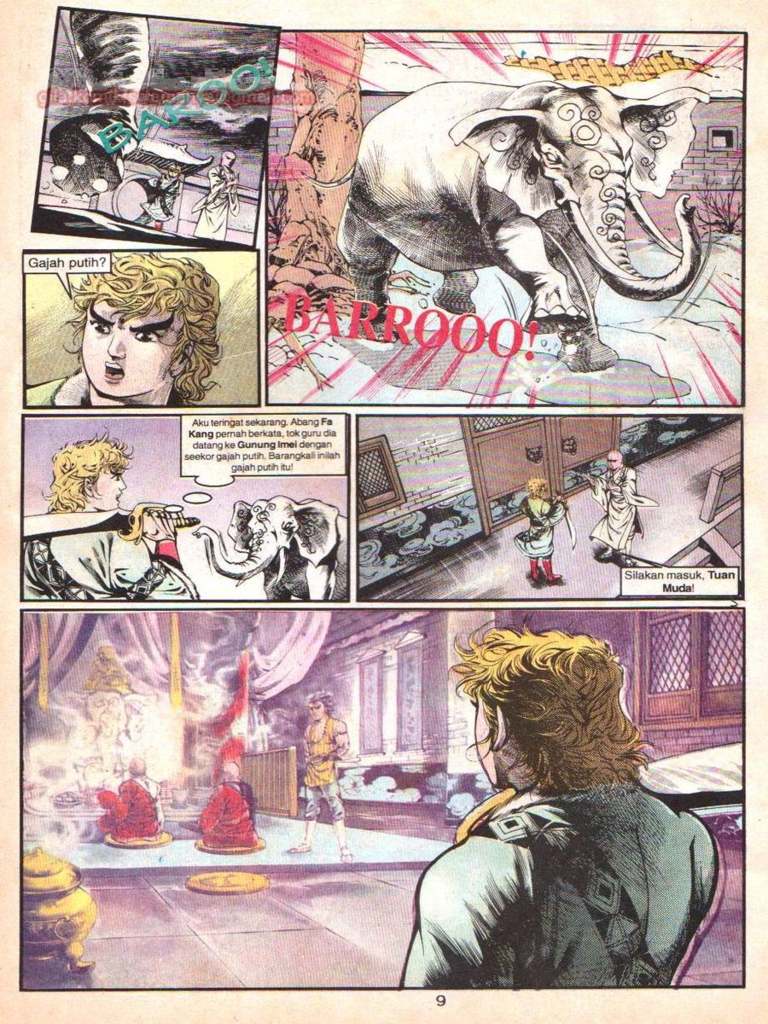 BAROO!
BARROOO!
Gajah putih?
Aku teringat sekarang. Abang Fa
Kang pernah berkata, tok guru dia
datang ke Gunung Imei dengan
seekor gajah putih. Barangkali inilah
gajah putih itu!
Silakan masuk, Tuan
Muda!
9